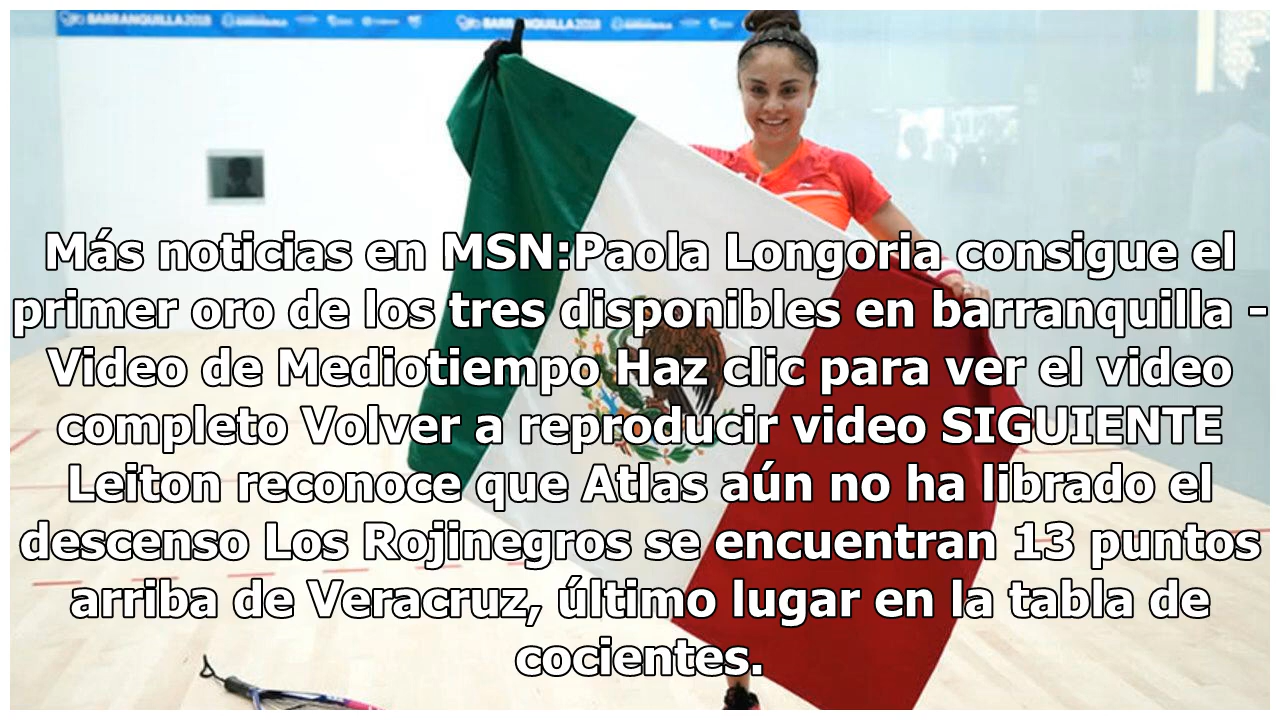 BARRANQUILLA2018 BARRANQUILLA2018
Más noticias en MSN:Paola Longoria consigue el
primer oro de los tres disponibles en barranquilla -
Video de Mediotiempo Haz clic para ver el video
completo Volver a reproducir video SIGUIENTE
Leiton reconoce que Atlas aún no ha librado el
descenso Los Rojinegros se encuentran 13 puntos
arriba de Veracruz, último lugar en la tabla de
cocientes.